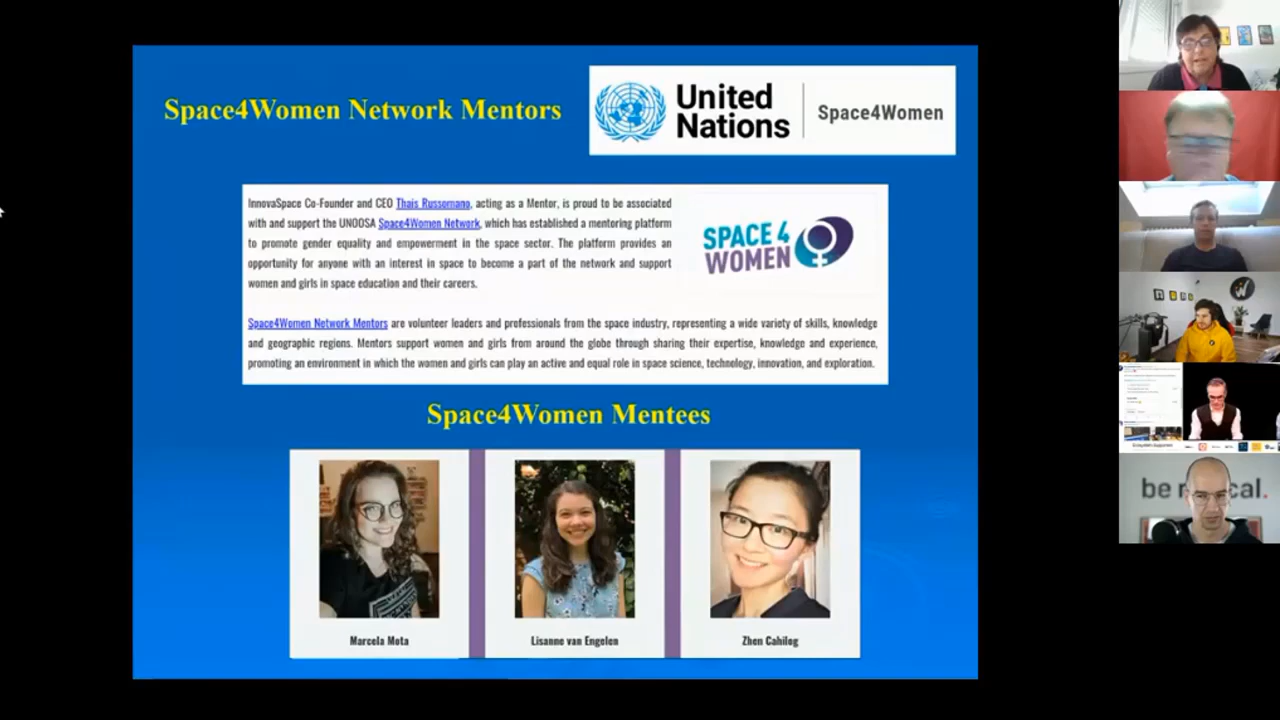 Space4Women Network Mentors
United
Nations
Space4Women
InnovaSpace Co-Founder and CEO Thais Russomano, acting as a Mentor, is proud to be associated
with and support the UNOOSA Space4Women Network, which has established a mentoring platform
to promote gender equality and empowerment in the space sector. The platform provides an
opportunity for anyone with an interest in space to become a part of the network and support
women and girls in space education and their careers.
SPACE 4
WOMEN
Space4Women Network Mentors are volunteer leaders and professionals from the space industry, representing a wide variety of skills, knowledge
and geographic regions. Mentors support women and girls from around the globe through sharing their expertise, knowledge and experience,
promoting an environment in which the women and girls can play an active and equal role in space science, technology, innovation, and exploration.
Space4Women Mentees
Marcela Mota
Lisanne van Engelen
Zhen Cahilog
be